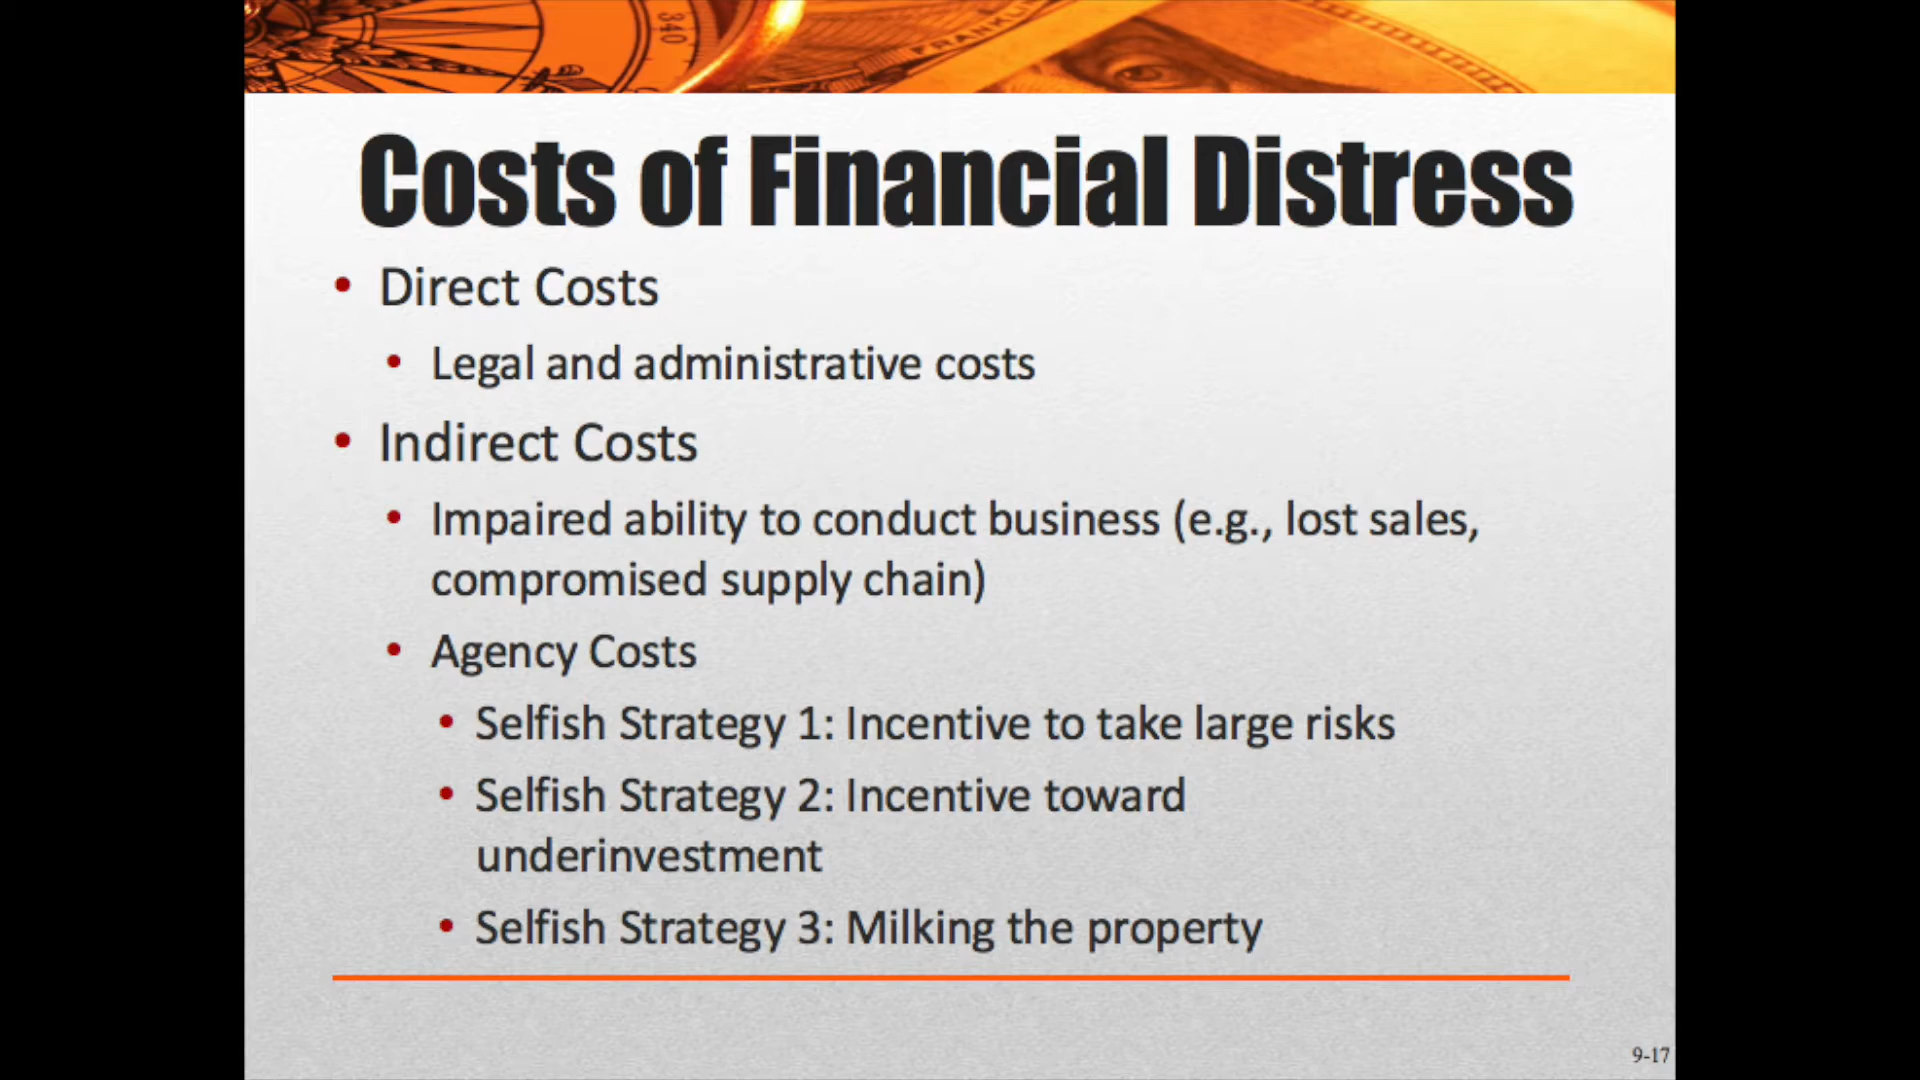 340
FRANKLIN
Costs of Financial Distress
• Direct Costs
• Legal and administrative costs
• Indirect Costs
• Impaired ability to conduct business (e.g., lost sales,
compromised supply chain)
• Agency Costs
• Selfish Strategy 1: Incentive to take large risks
• Selfish Strategy 2: Incentive toward
underinvestment
• Selfish Strategy 3: Milking the property
9-17